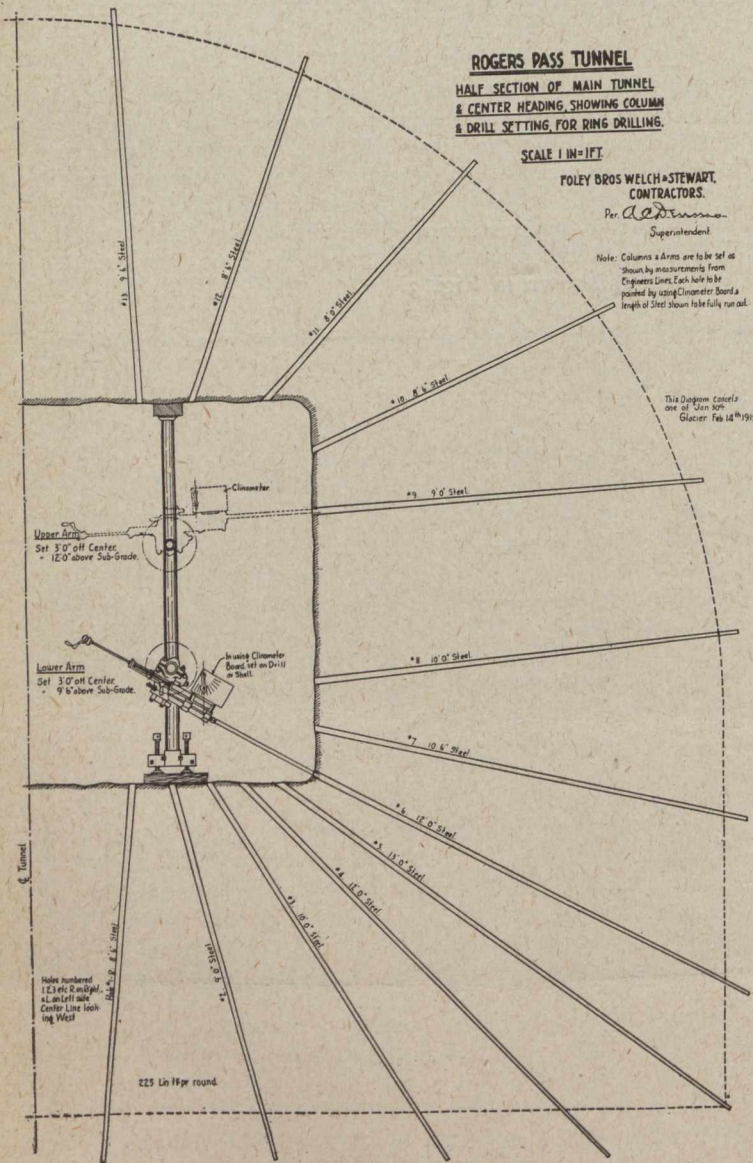 ROGERS PASS TUNNEL
HALF SECTION OF MAIN TUNNEL
& CENTER HEADING, SHOWING COLUMN
& DRILL SETTING, FOR RING DRILLING.
SCALE 1 IN=1FT.
FOLEY BROS WELCH & STEWART,
CONTRACTORS.
Per.
Superintendent.
Note: Columns & Arms are to be set as
shown by measurements from
Engineers Lines. Each hole to be
pointed by using Clinometer Board &
length of Steel shown to be fully run out.
This Diagram cancels
one of Jan 30th
Glacier Feb 14th 191
#13 9'6" Steel
#12 8'6" Steel
#11 8'0" Steel
#10 8'6" Steel
#9 9'0" Steel.
#8 10'0" Steel.
#7 10'6" Steel
#6 12'0" Steel
#5 13'0" Steel
#4 12'0" Steel
#3 10'0" Steel
#2 9'0" Steel
Hole 8'6" Steel
Clinometer
Upper Arm
Set 3'0" off Center.
" 12'0" above Sub-Grade.
Lower Arm
Set 3'0" off Center.
" 9'6" above Sub-Grade.
In using Clinometer
Board, set on Drill
or Shell.
℄ Tunnel
Holes numbered
1.2.3 etc R. on Right.
& L. on Left side
Center Line look-
ing West
225 Lin ft pr round.